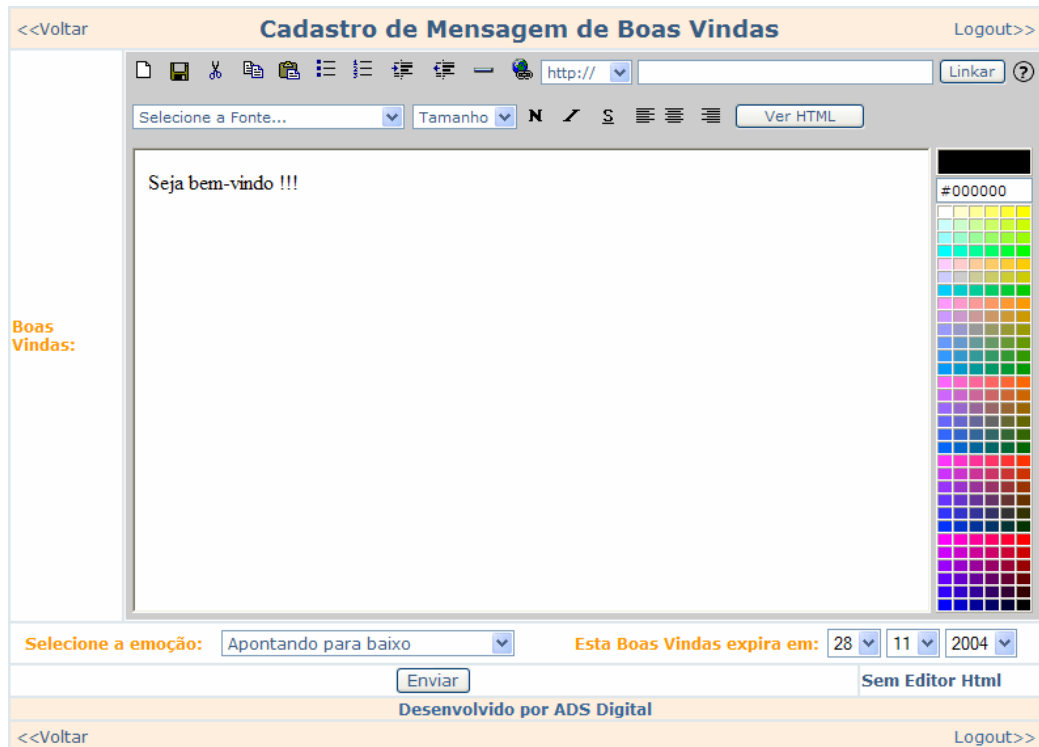 <<Voltar Cadastro de Mensagem de Boas Vindas Logout>>
http:// Linkar ?
Selecione a Fonte... Tamanho N I S Ver HTML
Seja bem-vindo !!!
#000000
Boas
Vindas:
Selecione a emoção: Apontando para baixo Esta Boas Vindas expira em: 28 11 2004
Enviar Sem Editor Html
Desenvolvido por ADS Digital
<<Voltar Logout>>